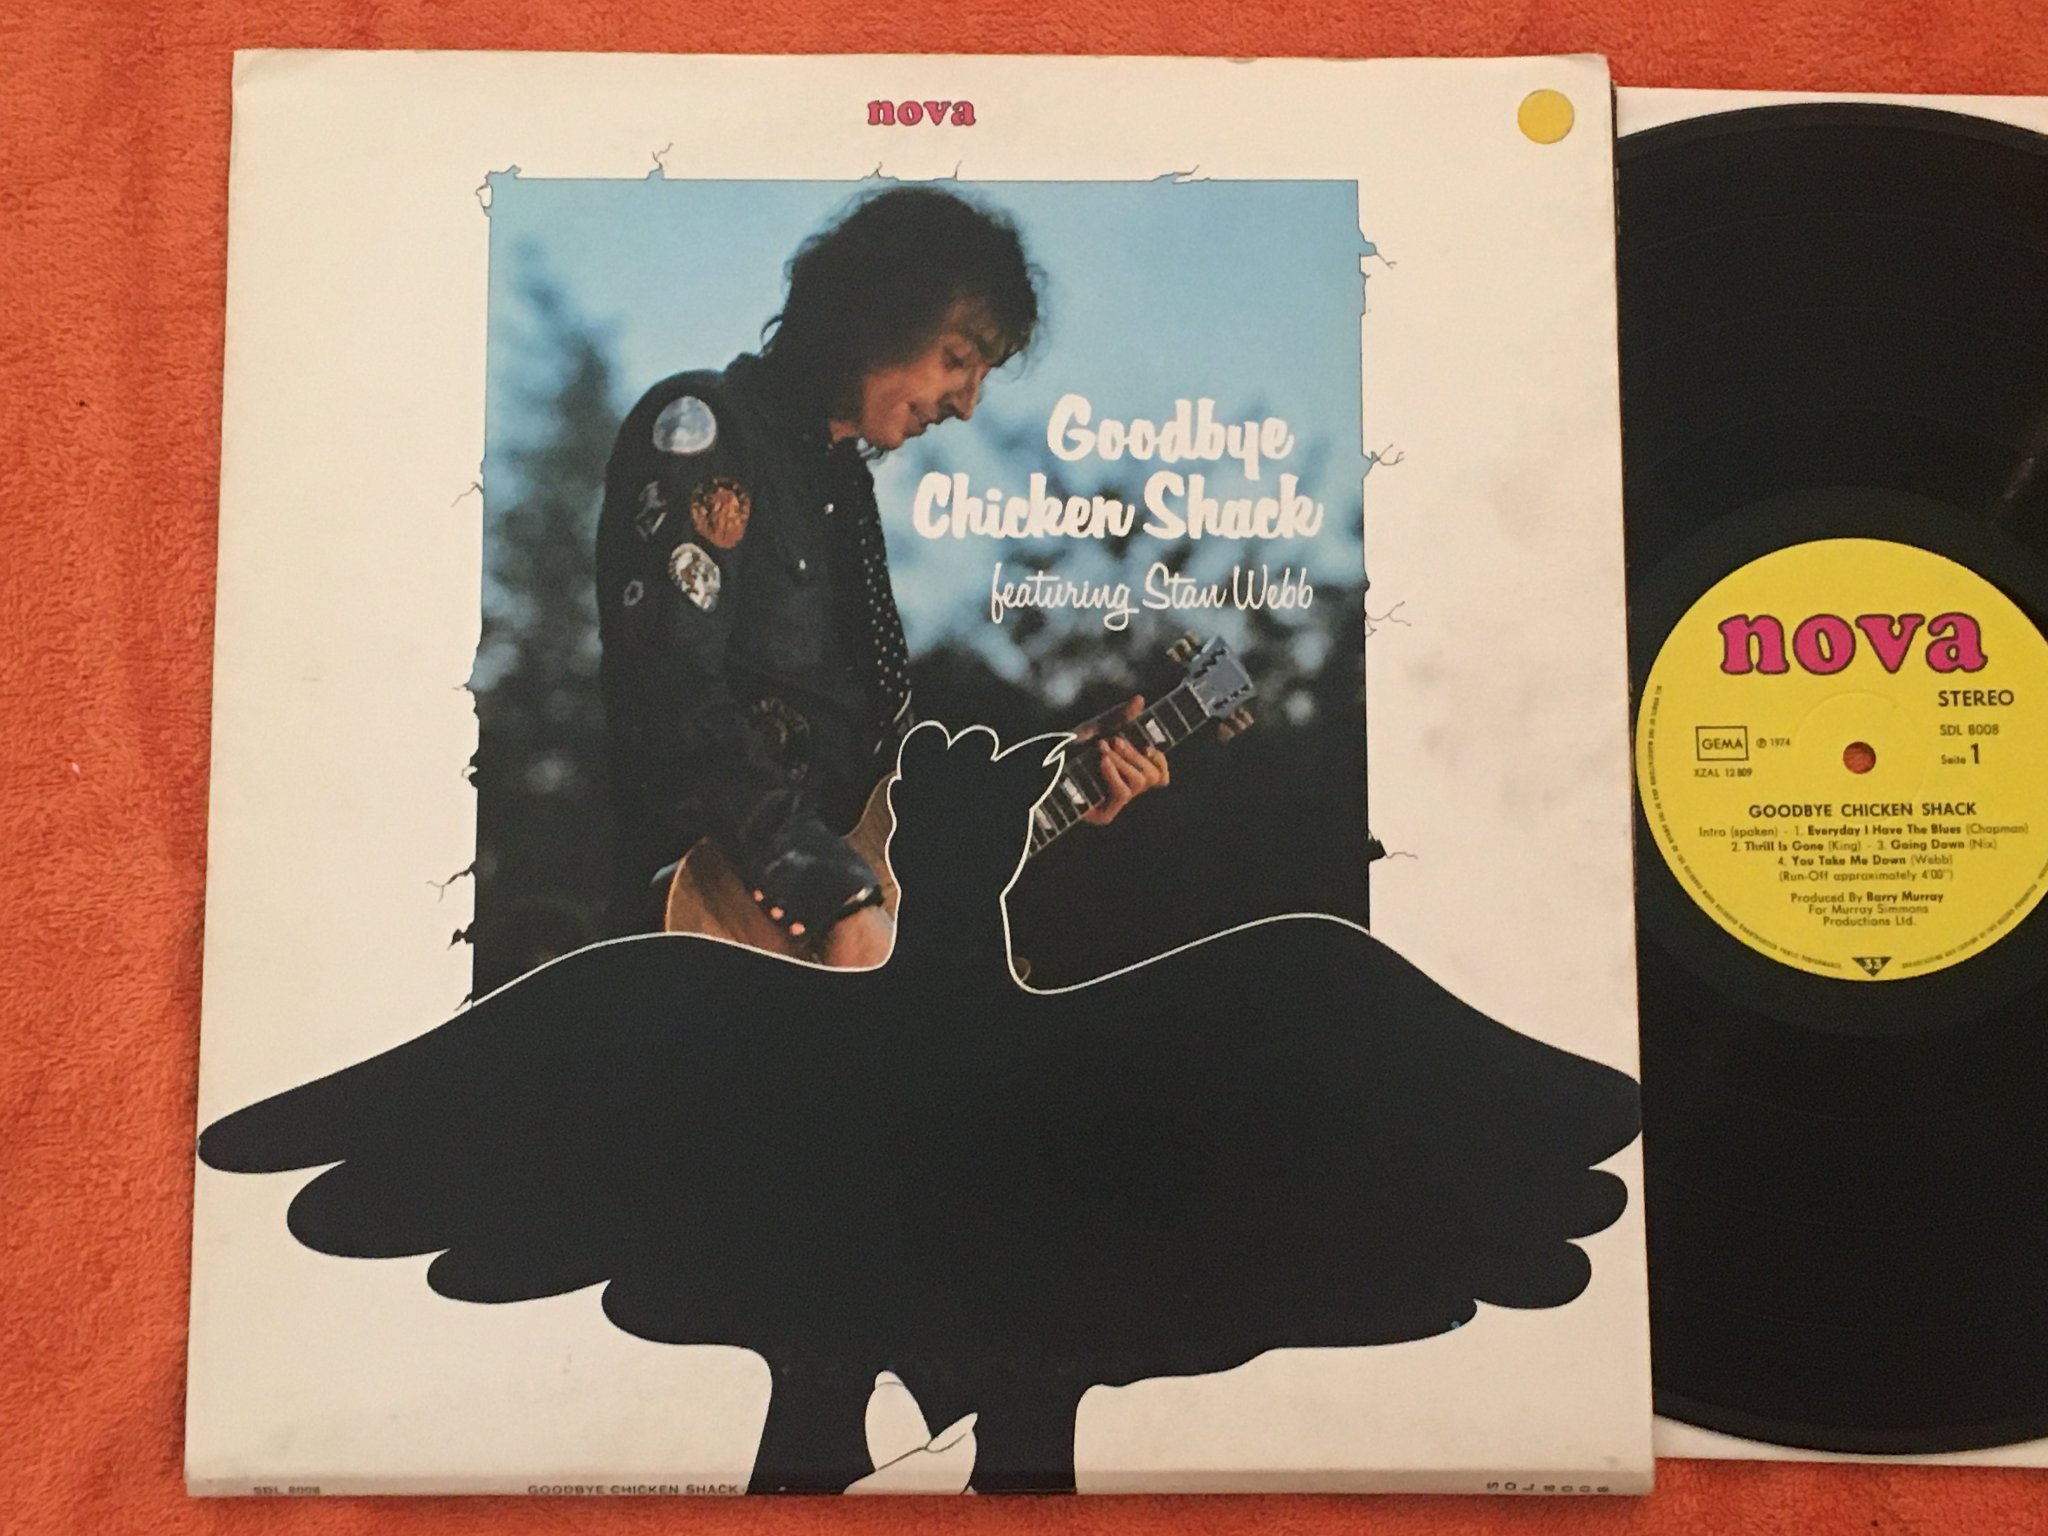 nova
Goodbye
Chicken Shack
featuring Stan Webb
SDL 8008
GOODBYE CHICKEN SHACK
SDL 8008
nova
STEREO
GEMA
℗ 1974
SDL 8008
XZAL 12 809
Seite 1
GOODBYE CHICKEN SHACK
Intro (spoken) - 1. Everyday I Have The Blues (Chapman)
2. Thrill Is Gone (King) - 3. Going Down (Nix)
4. You Take Me Down (Webb)
(Run-Off approximately 4'00")
Produced By Barry Murray
For Murray Simmons
Productions Ltd.
33